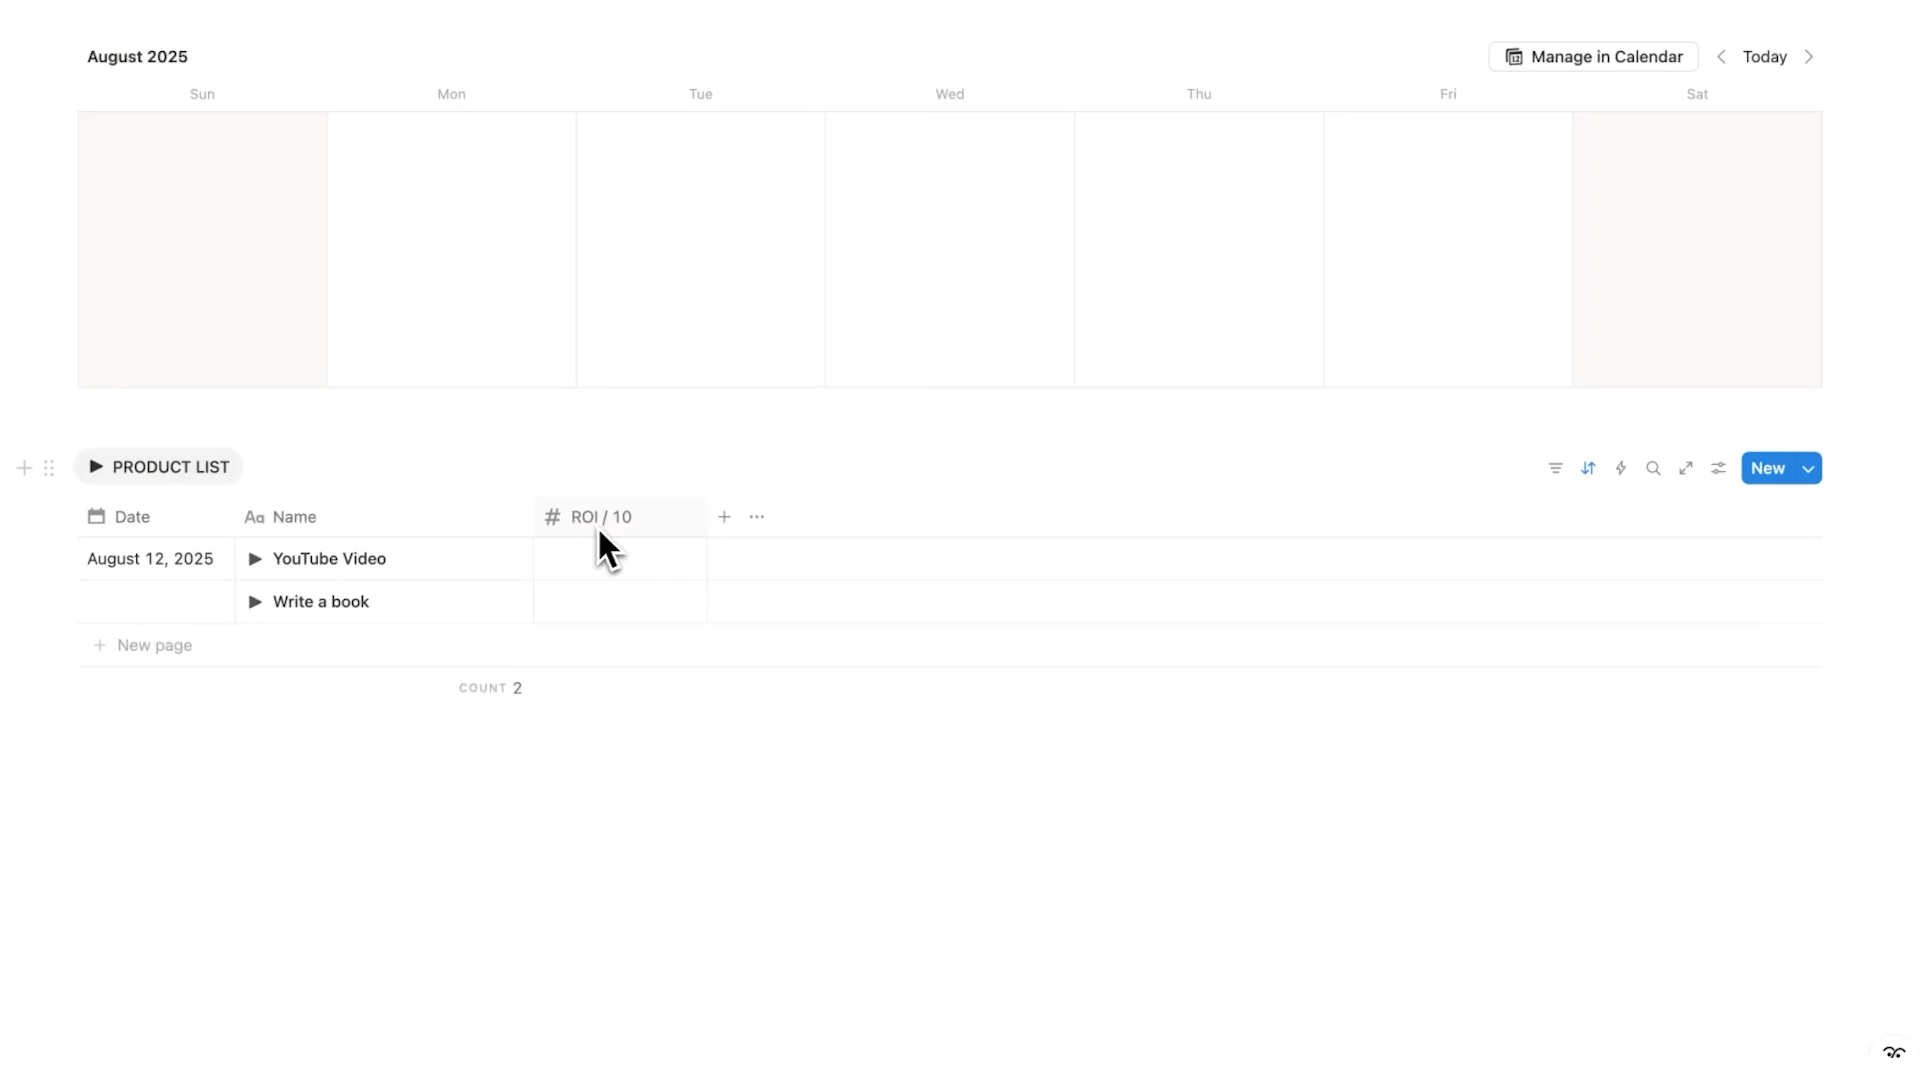 August 2025
Manage in Calendar
Today
Sun Mon Tue Wed Thu Fri Sat
PRODUCT LIST
New
Date Aa Name # ROI / 10
August 12, 2025 YouTube Video
Write a book
New page
COUNT 2